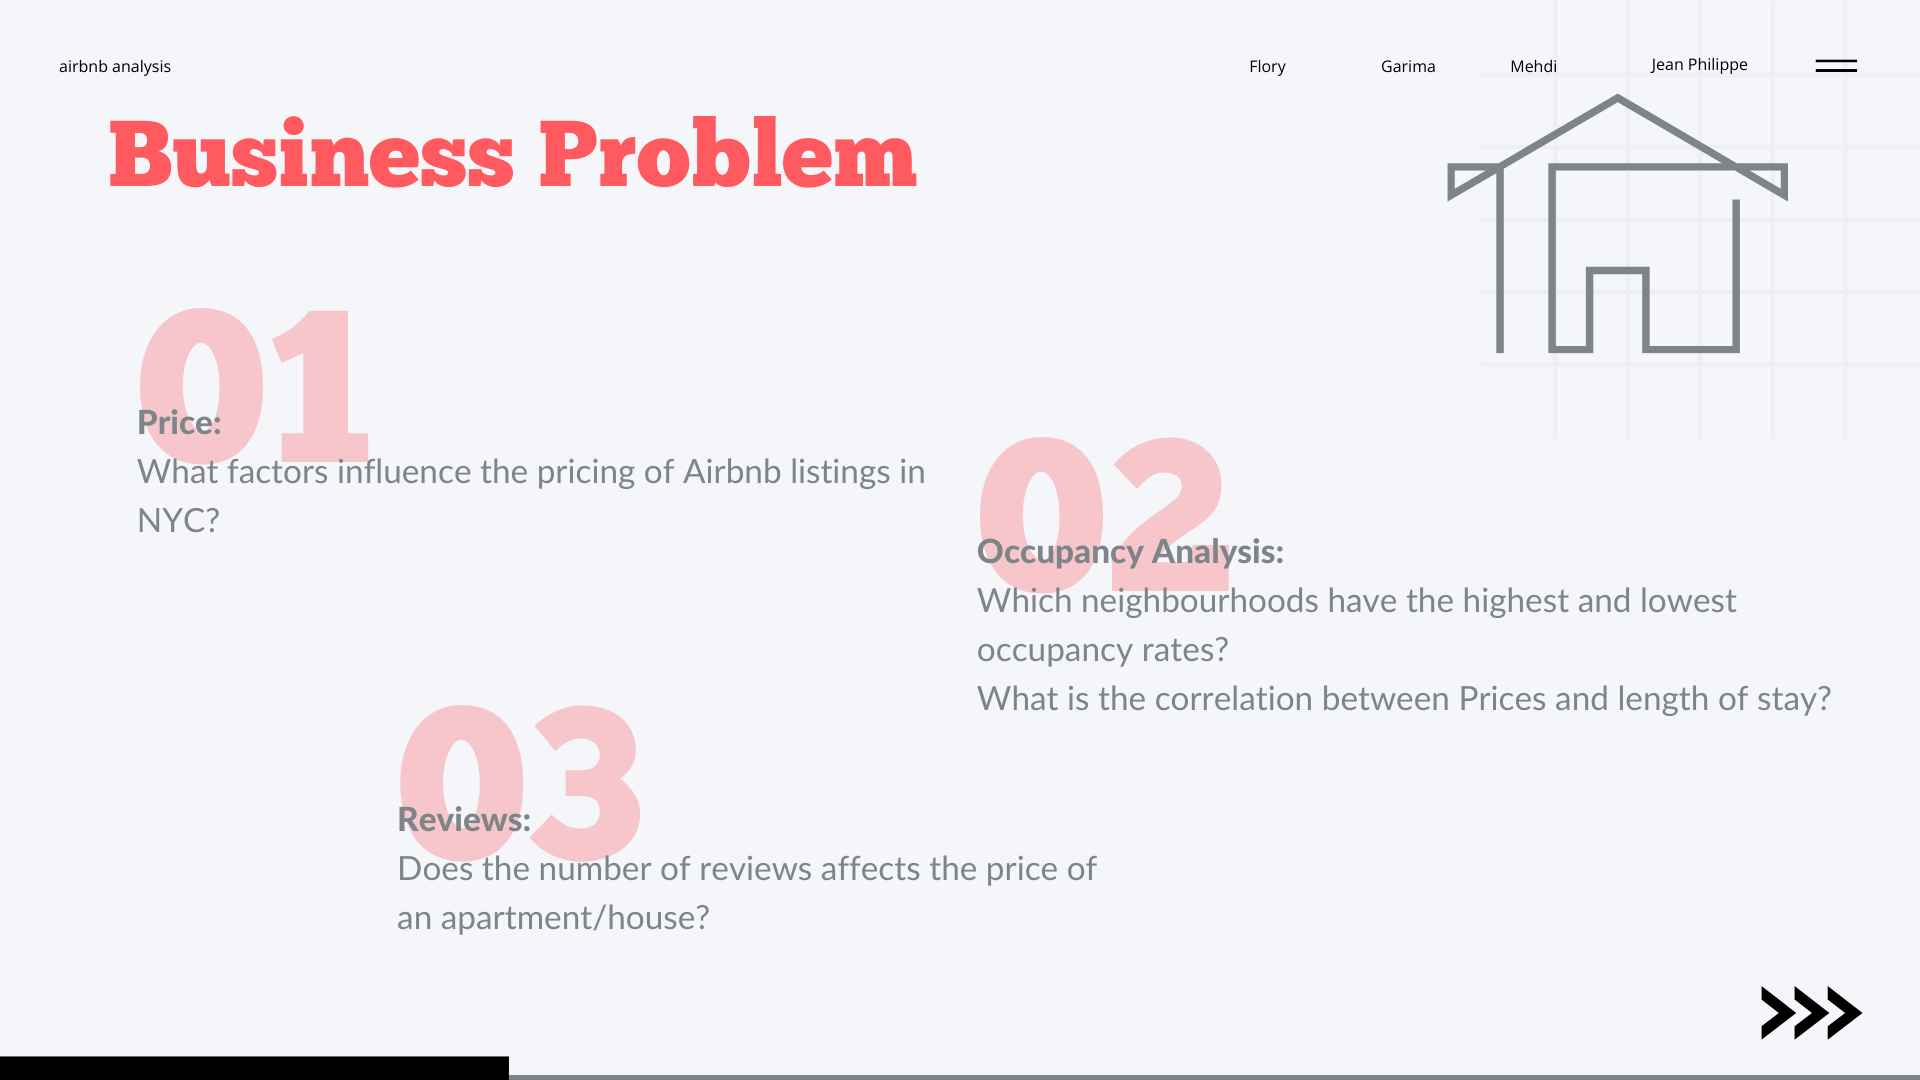 airbnb analysis
Flory
Garima
Mehdi
Jean Philippe
Business Problem
01
Price:
What factors influence the pricing of Airbnb listings in
NYC?
02
Occupancy Analysis:
Which neighbourhoods have the highest and lowest
occupancy rates?
What is the correlation between Prices and length of stay?
03
Reviews:
Does the number of reviews affects the price of
an apartment/house?